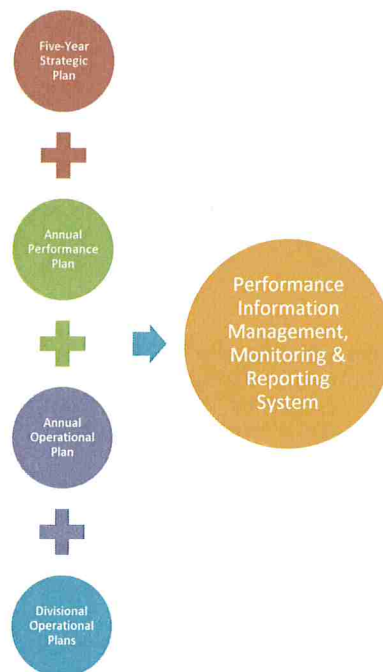 Five-Year
Strategic
Plan
Annual
Performance
Plan
Annual
Operational
Plan
Divisional
Operational
Plans
Performance
Information
Management,
Monitoring &
Reporting
System